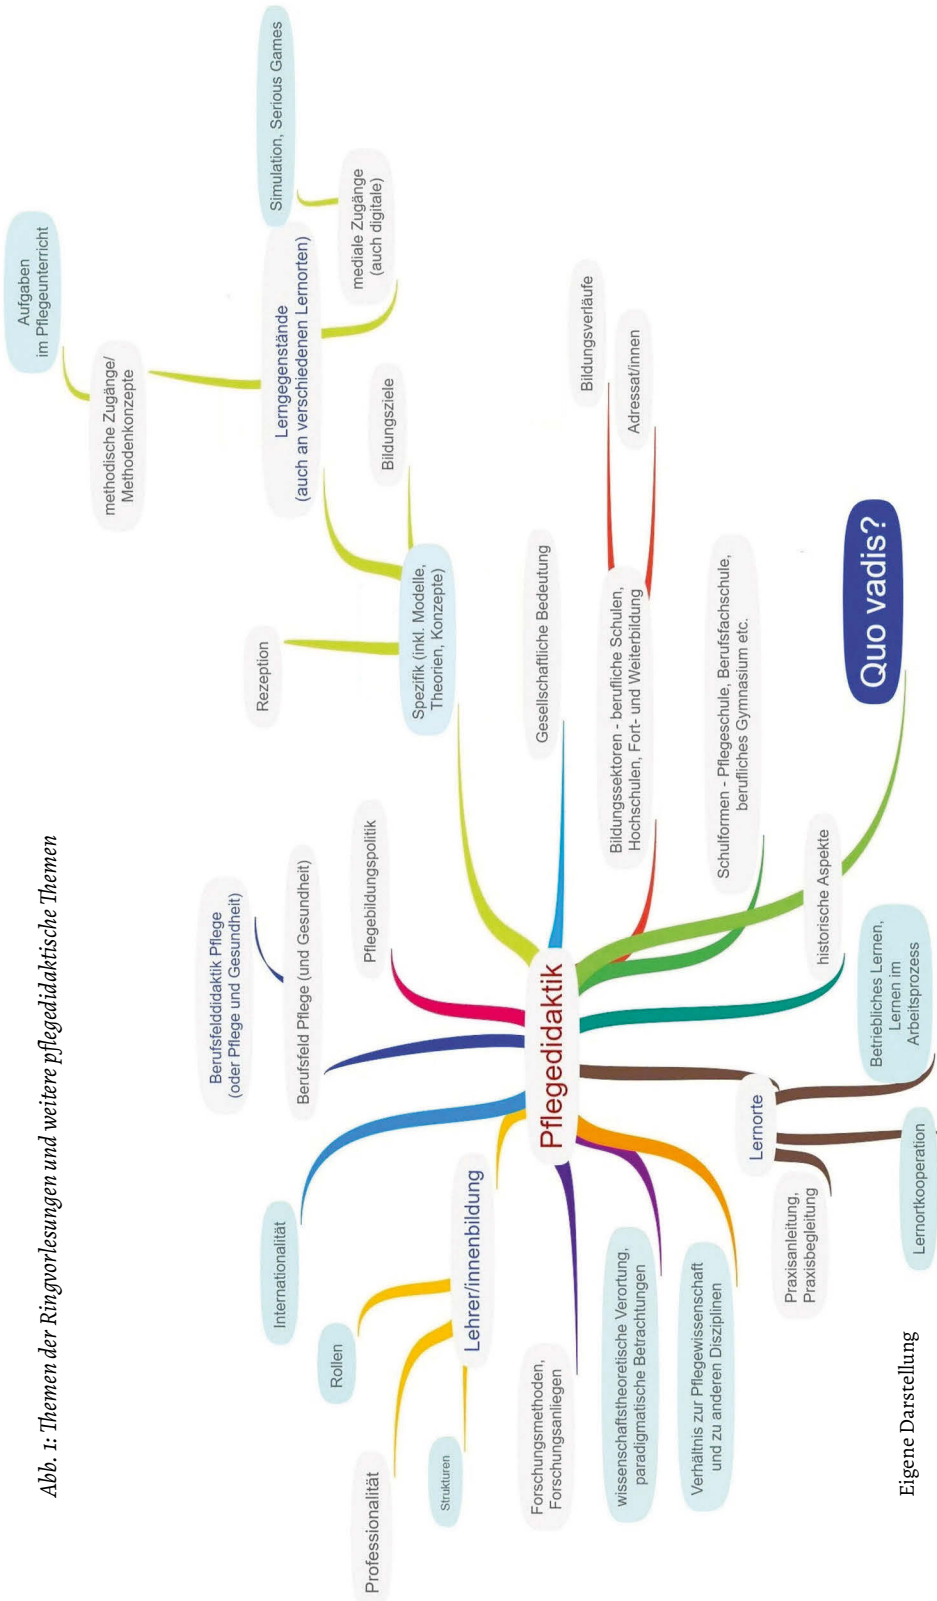 Abb. 1: Themen der Ringvorlesungen und weitere pflegedidaktische Themen
Pflegedidaktik
Internationalität
Berufsfelddidaktik Pflege
(oder Pflege und Gesundheit)
Berufsfeld Pflege (und Gesundheit)
Pflegebildungspolitik
Rezeption
Spezifik (inkl. Modelle,
Theorien, Konzepte)
Bildungsziele
Lerngegenstände
(auch an verschiedenen Lernorten)
methodische Zugänge/
Methodenkonzepte
Aufgaben
im Pflegeunterricht
mediale Zugänge
(auch digitale)
Simulation, Serious Games
Gesellschaftliche Bedeutung
Bildungssektoren - berufliche Schulen,
Hochschulen, Fort- und Weiterbildung
Bildungsverläufe
Adressat/innen
Schulformen - Pflegeschule, Berufsfachschule,
berufliches Gymnasium etc.
Quo vadis?
historische Aspekte
Lernorte
Betriebliches Lernen,
Lernen im
Arbeitsprozess
Lernortkooperation
Praxisanleitung,
Praxisbegleitung
Verhältnis zur Pflegewissenschaft
und zu anderen Disziplinen
wissenschaftstheoretische Verortung,
paradigmatische Betrachtungen
Forschungsmethoden,
Forschungsanliegen
Lehrer/innenbildung
Rollen
Professionalität
Strukturen
Eigene Darstellung